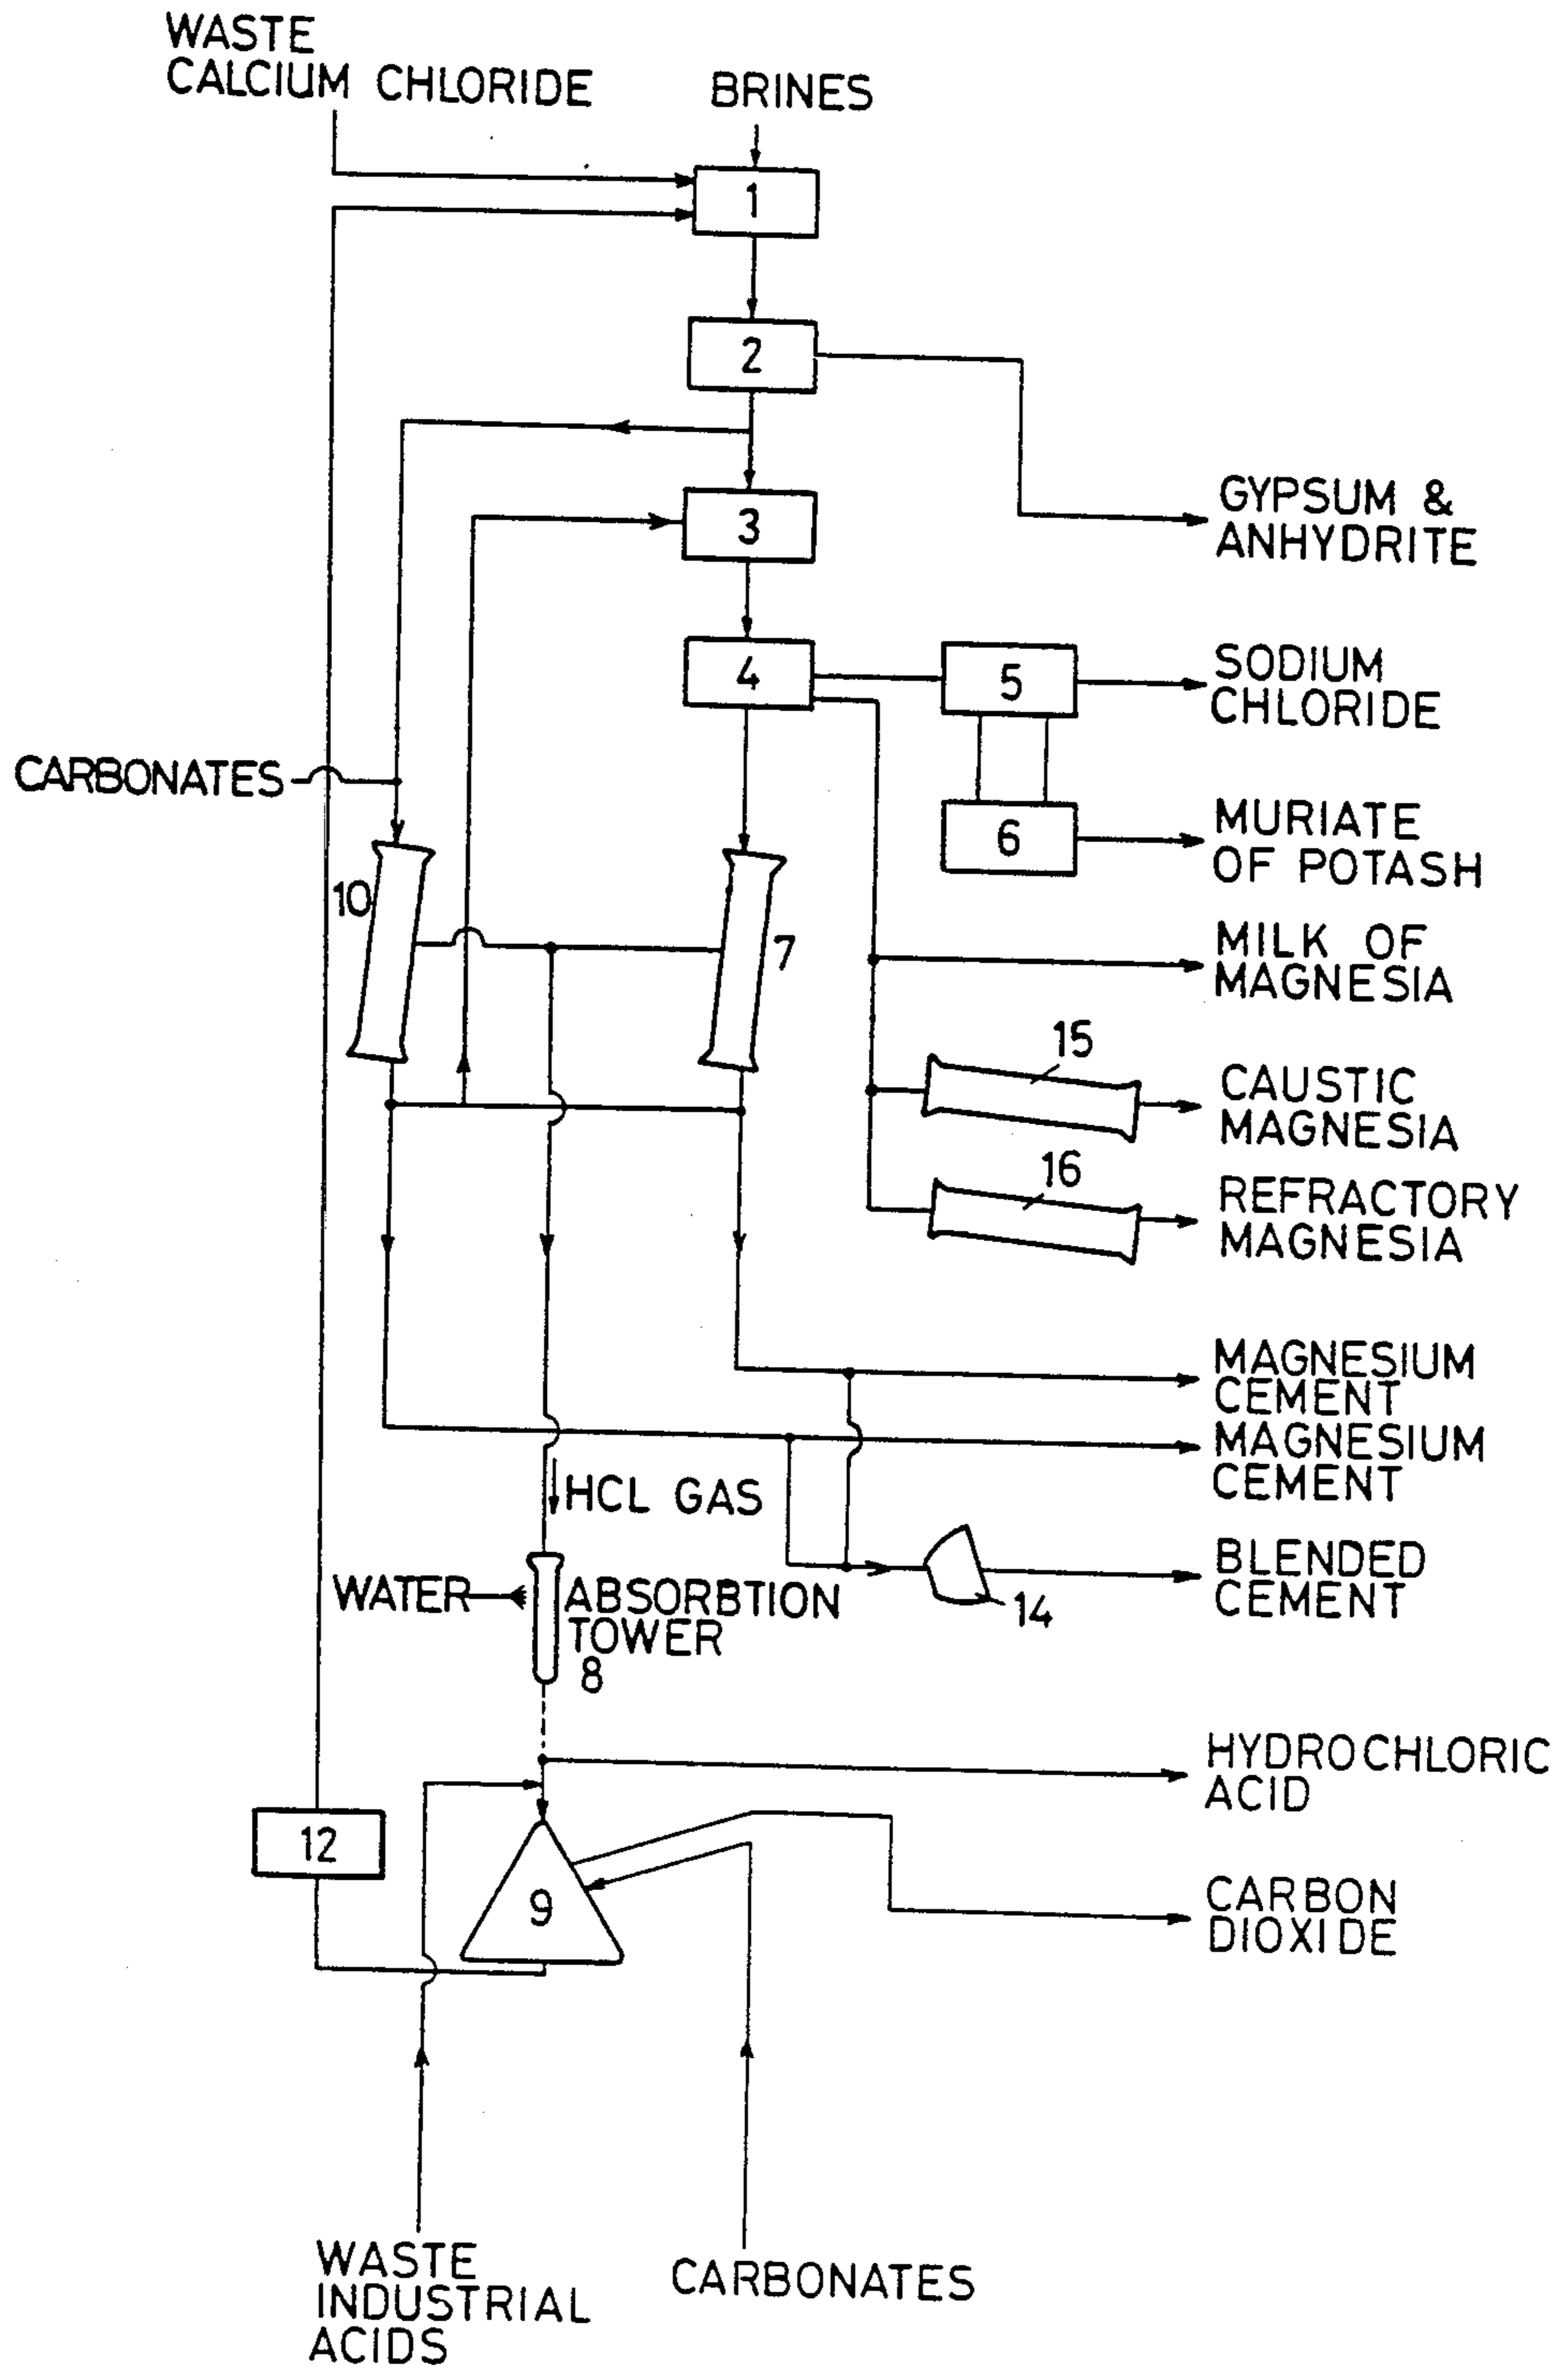 WASTE
CALCIUM CHLORIDE
BRINES
1
2
GYPSUM &
ANHYDRITE
3
4
5
SODIUM
CHLORIDE
CARBONATES
6
MURIATE
OF POTASH
10
7
MILK OF
MAGNESIA
15
CAUSTIC
MAGNESIA
16
REFRACTORY
MAGNESIA
MAGNESIUM
CEMENT
MAGNESIUM
CEMENT
HCL GAS
BLENDED
CEMENT
14
WATER
ABSORBTION
TOWER
8
HYDROCHLORIC
ACID
12
9
CARBON
DIOXIDE
WASTE
INDUSTRIAL
ACIDS
CARBONATES